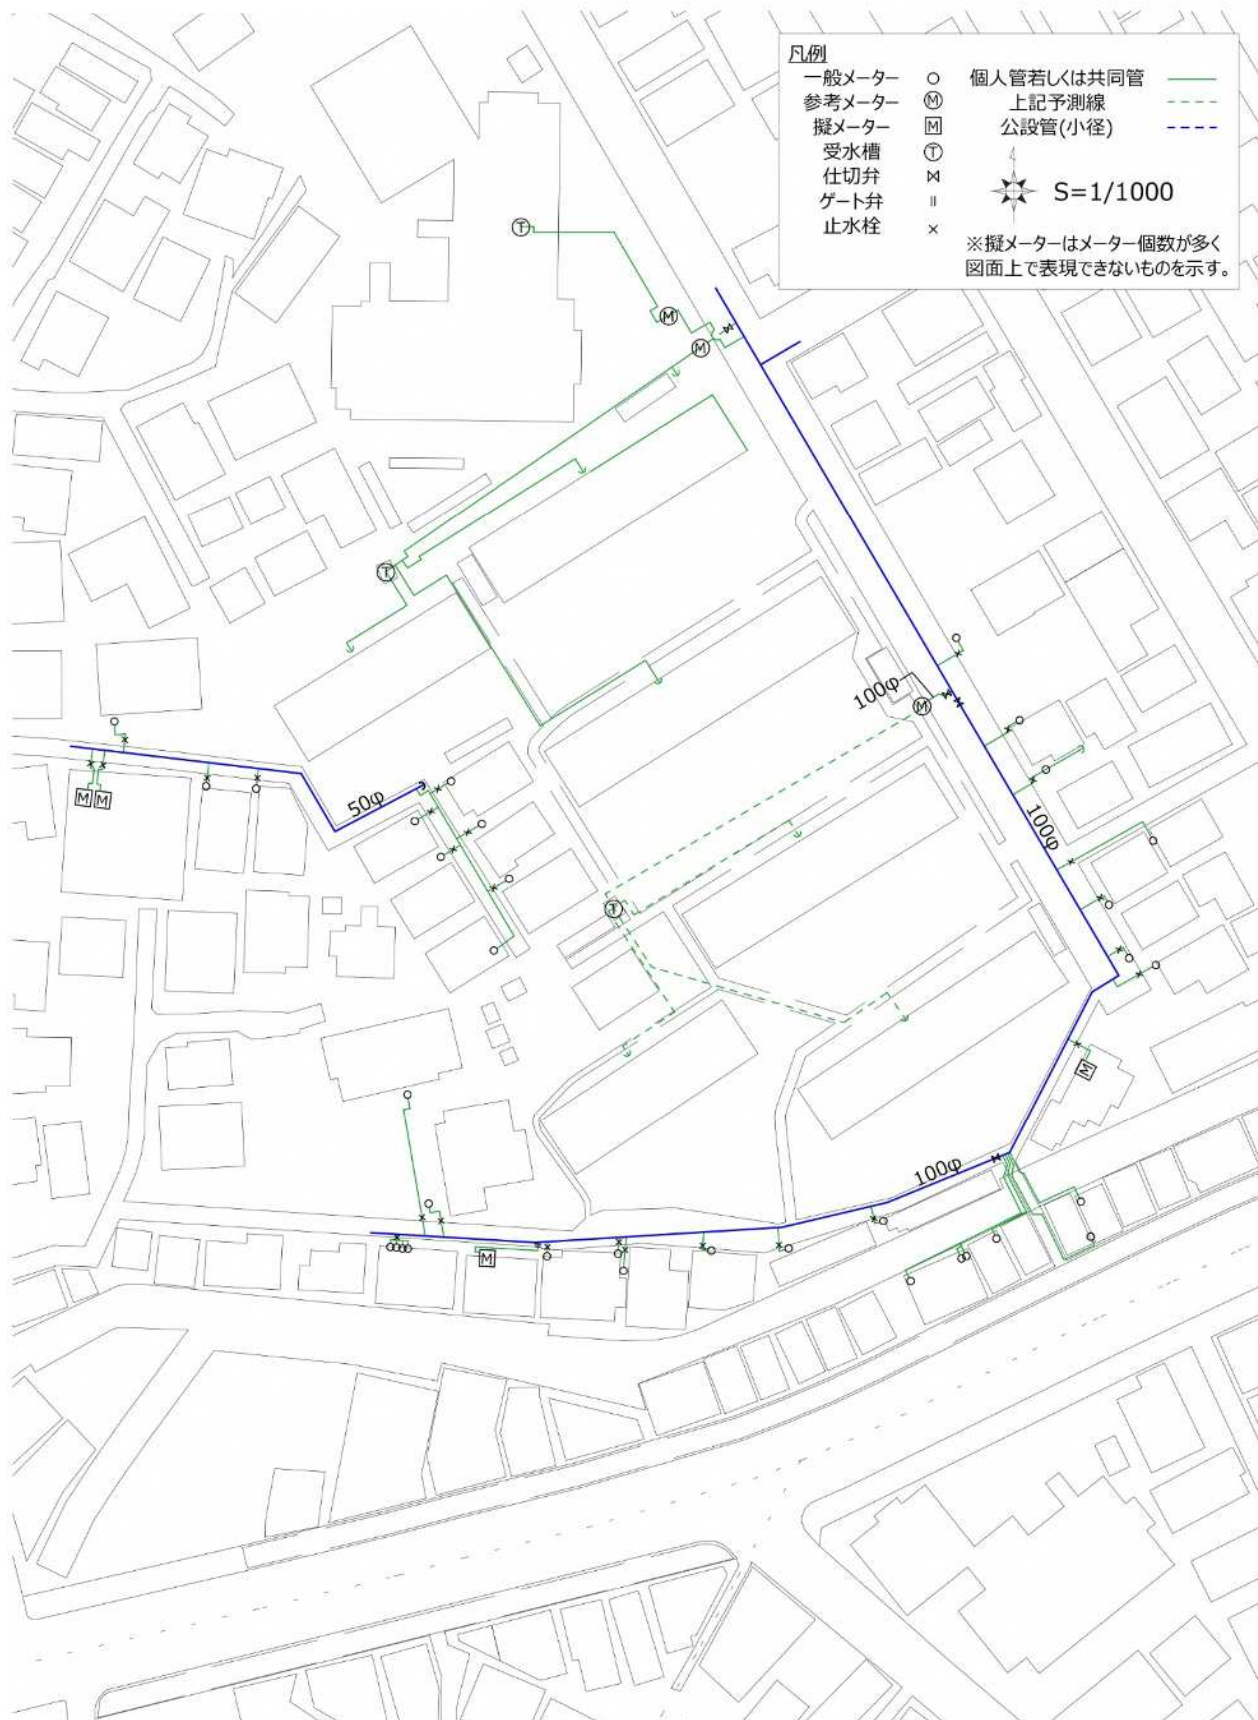 凡例
一般メーター ○ 個人管若しくは共同管
参考メーター Ⓜ 上記予測線
擬メーター M 公設管(小径)
受水槽 Ⓣ
仕切弁
ゲート弁 S=1/1000
止水栓 ×
※擬メーターはメーター個数が多く
図面上で表現できないものを示す。
T
M
M
T
100φ
M
M M
50φ
100φ
T
M
100φ
M